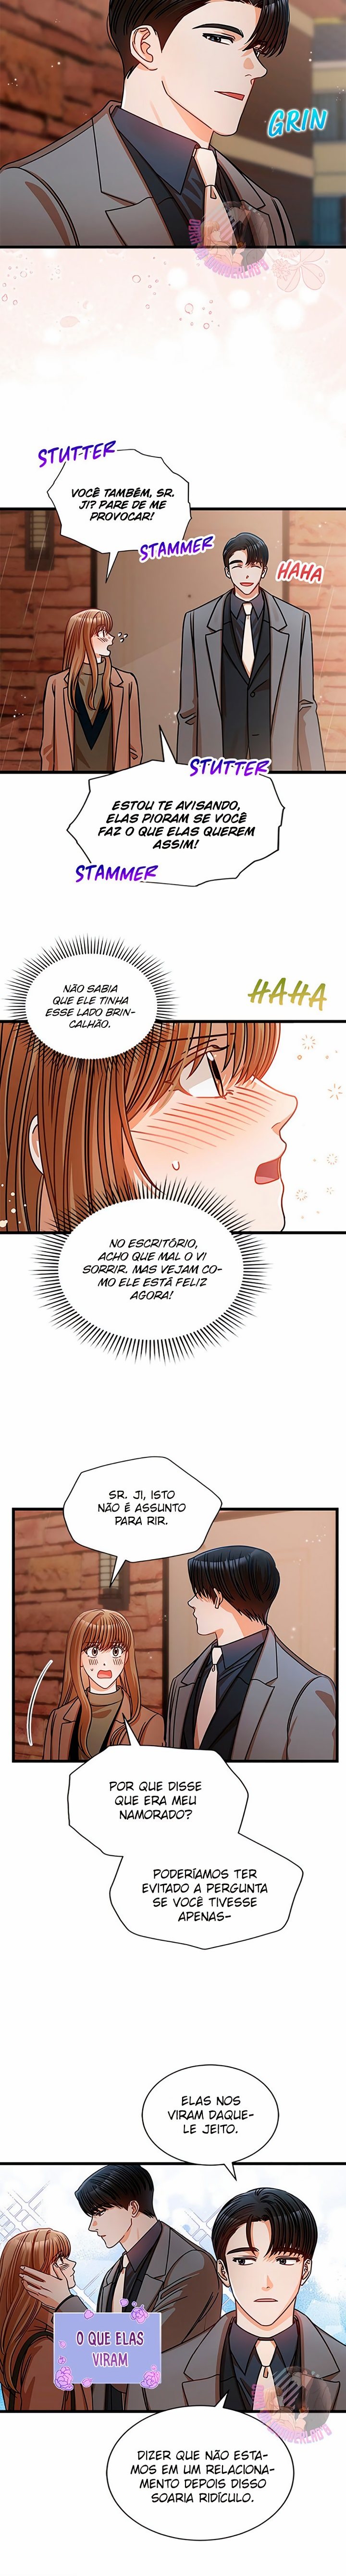 GRIN
STUTTER
VOCÊ TAMBÉM, SR.
JI? PARE DE ME
PROVOCAR!
STAMMER
HAHA
STUTTER
ESTOU TE AVISANDO,
ELAS PIORAM SE VOCÊ
FAZ O QUE ELAS QUEREM
ASSIM!
STAMMER
NÃO SABIA
QUE ELE TINHA
ESSE LADO BRIN-
CALHÃO.
HAHA
NO ESCRITÓRIO,
ACHO QUE MAL O VI
SORRIR. MAS VEJAM CO-
MO ELE ESTÁ FELIZ
AGORA!
SR. JI, ISTO
NÃO É ASSUNTO
PARA RIR.
POR QUE DISSE
QUE ERA MEU
NAMORADO?
PODERÍAMOS TER
EVITADO A PERGUNTA
SE VOCÊ TIVESSE
APENAS-
ELAS NOS
VIRAM DAQUE-
LE JEITO.
O QUE ELAS
VIRAM
DIZER QUE NÃO ESTA-
MOS EM UM RELACIONA-
MENTO DEPOIS DISSO
SOARIA RIDÍCULO.